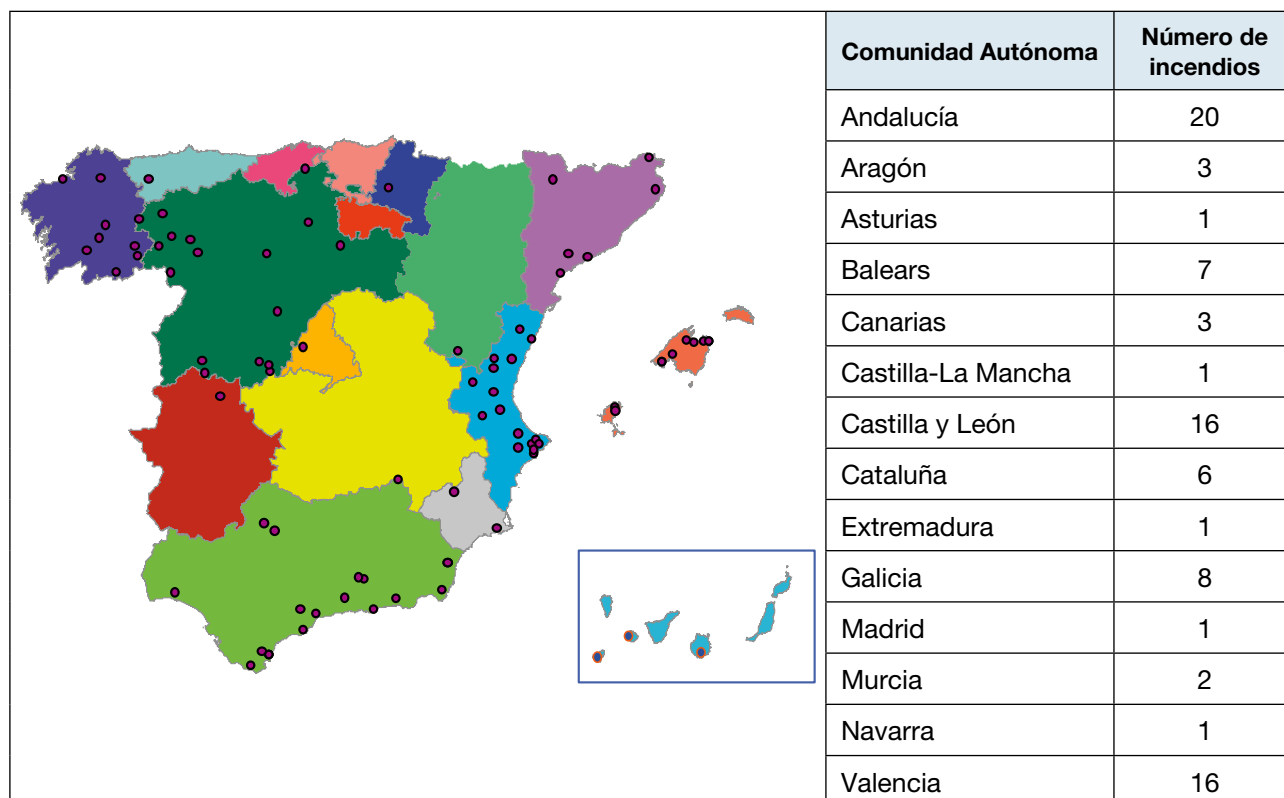 Comunidad Autónoma Número de
incendios
Andalucía 20
Aragón 3
Asturias 1
Balears 7
Canarias 3
Castilla-La Mancha 1
Castilla y León 16
Cataluña 6
Extremadura 1
Galicia 8
Madrid 1
Murcia 2
Navarra 1
Valencia 16